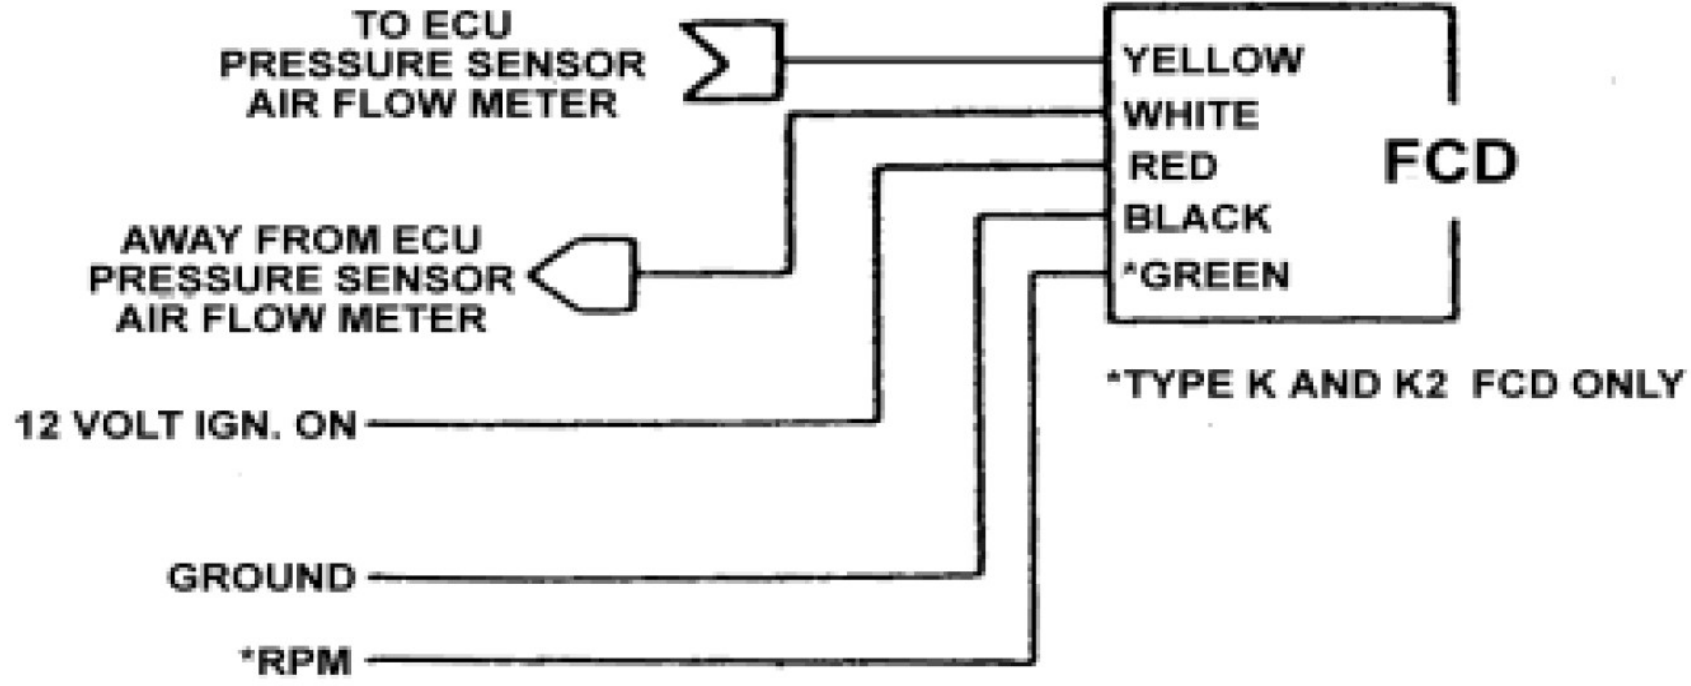 TO ECU
PRESSURE SENSOR
AIR FLOW METER
YELLOW
WHITE
RED
BLACK
*GREEN
FCD
AWAY FROM ECU
PRESSURE SENSOR
AIR FLOW METER
*TYPE K AND K2 FCD ONLY
12 VOLT IGN. ON
GROUND
*RPM